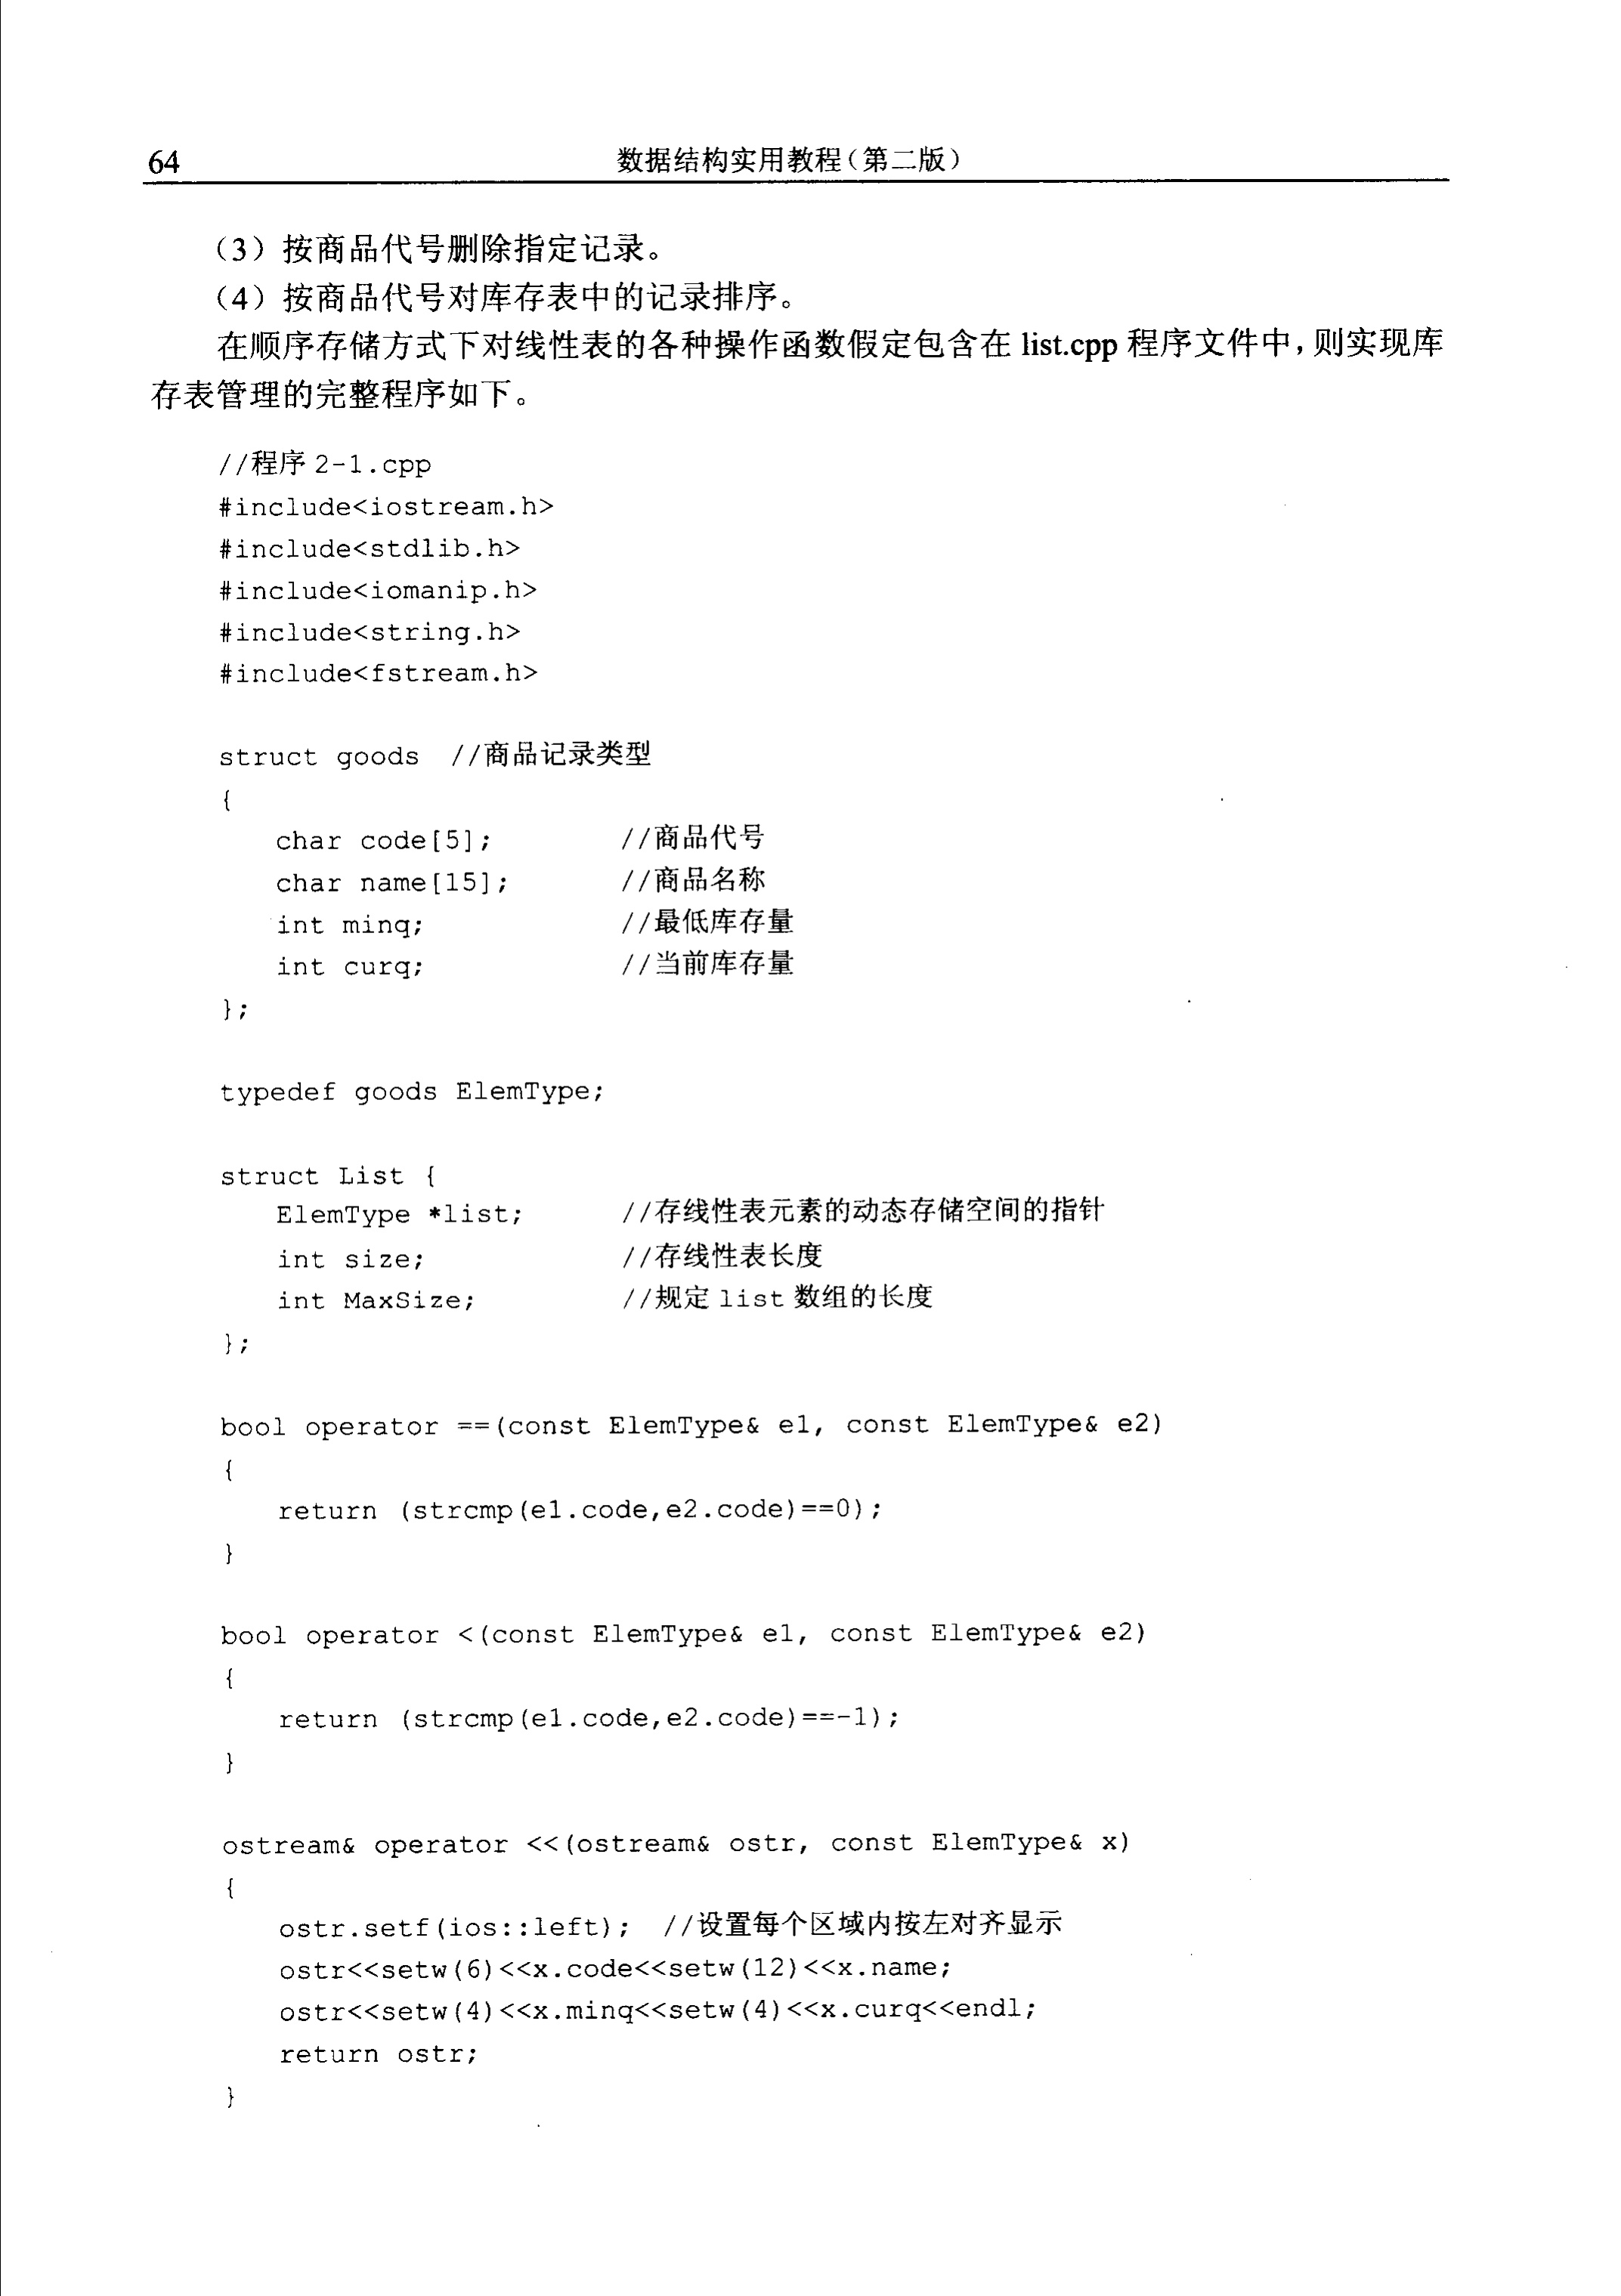 64
数据结构实用教程(第二版)
(3) 按商品代号删除指定记录。
(4) 按商品代号对库存表中的记录排序。
在顺序存储方式下对线性表的各种操作函数假定包含在 list.cpp 程序文件中,则实现库
存表管理的完整程序如下。
//程序 2-1.cpp
#include<iostream.h>
#include<stdlib.h>
#include<iomanip.h>
#include<string.h>
#include<fstream.h>
struct goods  //商品记录类型
{
    char code[5];        //商品代号
    char name[15];       //商品名称
    int minq;            //最低库存量
    int curq;            //当前库存量
};
typedef goods ElemType;
struct List {
    ElemType *list;      //存线性表元素的动态存储空间的指针
    int size;            //存线性表长度
    int MaxSize;         //规定 list 数组的长度
};
bool operator ==(const ElemType& e1, const ElemType& e2)
{
    return (strcmp(e1.code,e2.code)==0);
}
bool operator <(const ElemType& e1, const ElemType& e2)
{
    return (strcmp(e1.code,e2.code)==-1);
}
ostream& operator <<(ostream& ostr, const ElemType& x)
{
    ostr.setf(ios::left);  //设置每个区域内按左对齐显示
    ostr<<setw(6)<<x.code<<setw(12)<<x.name;
    ostr<<setw(4)<<x.minq<<setw(4)<<x.curq<<endl;
    return ostr;
}